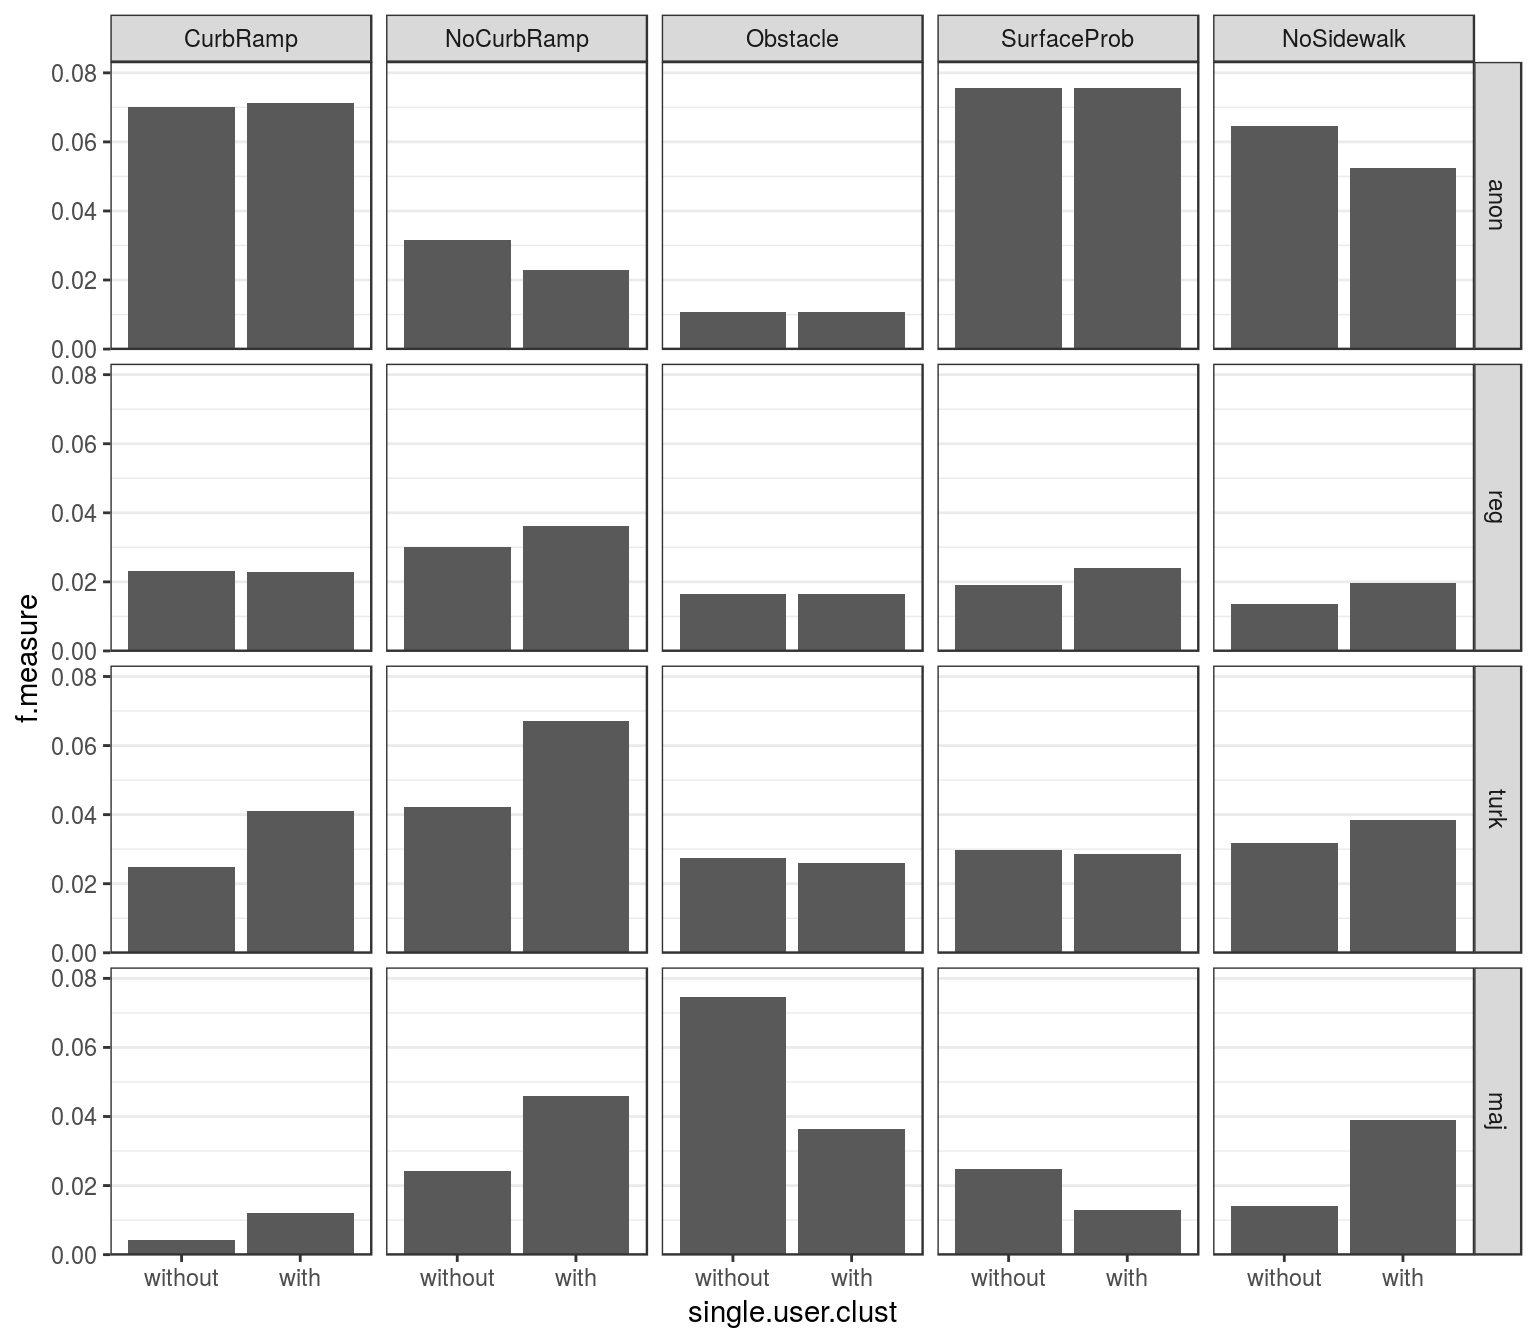 CurbRamp NoCurbRamp Obstacle SurfaceProb NoSidewalk
0.08
0.06
0.04
0.02
0.00
anon
0.08
0.06
0.04
0.02
0.00
reg
f.measure
0.08
0.06
0.04
0.02
0.00
turk
0.08
0.06
0.04
0.02
0.00
maj
without with without with without with without with without with
single.user.clust